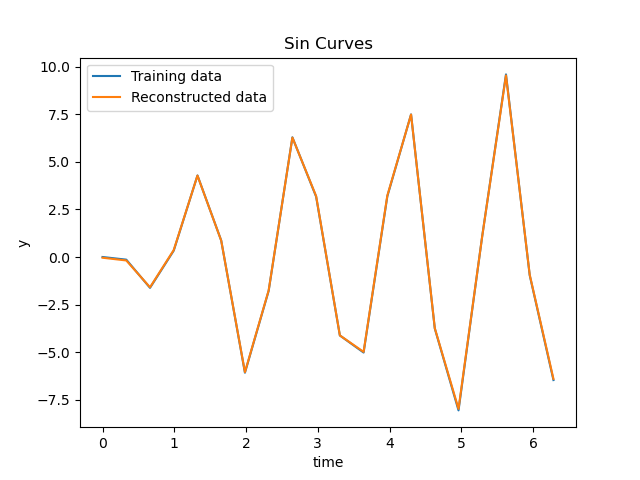 Sin Curves
Training data
Reconstructed data
10.0
7.5
5.0
2.5
0.0
−2.5
−5.0
−7.5
y
0 1 2 3 4 5 6
time